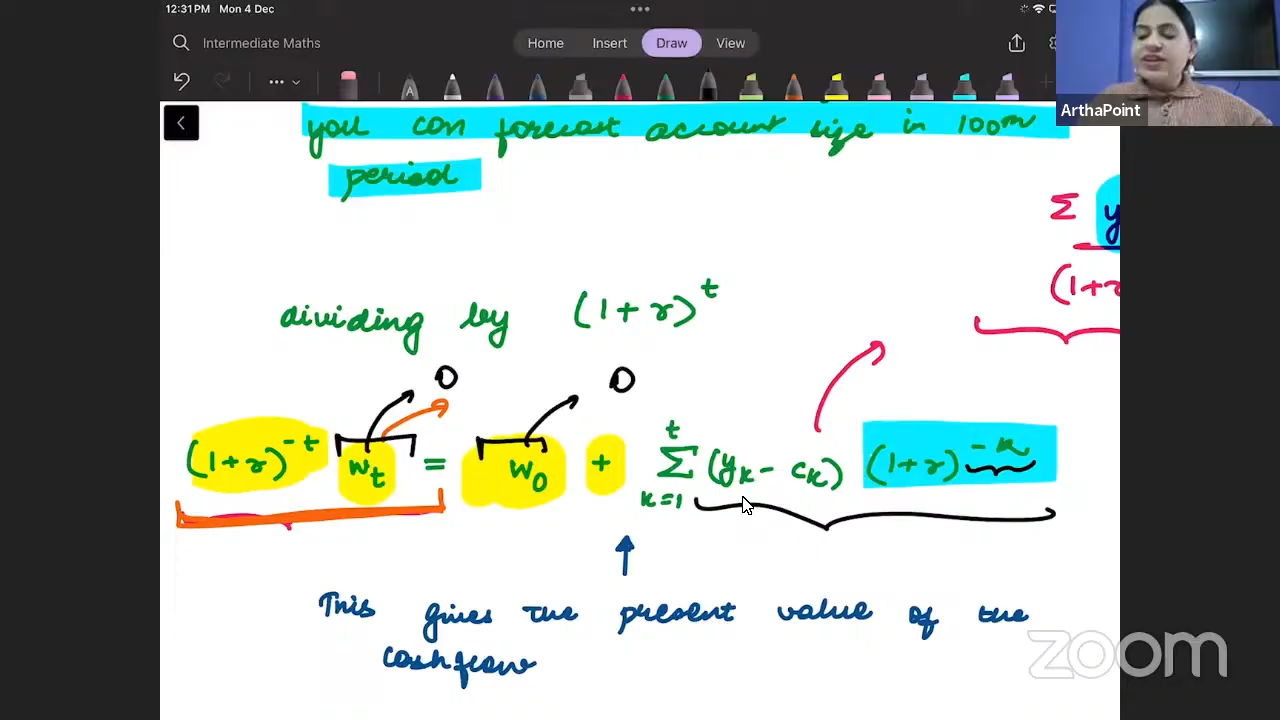 12:31 PM Mon 4 Dec
Intermediate Maths
Home Insert Draw View
A
ArthaPoint
you can forecast account size in 100th
period
Σ y
(1+r
dividing by (1+r)^t
0 0
(1+r)^-t w_t = w_0 + Σ_{k=1}^{t} (y_k - c_k) (1+r)^-k
This gives the present value of the
cashflow
zoom